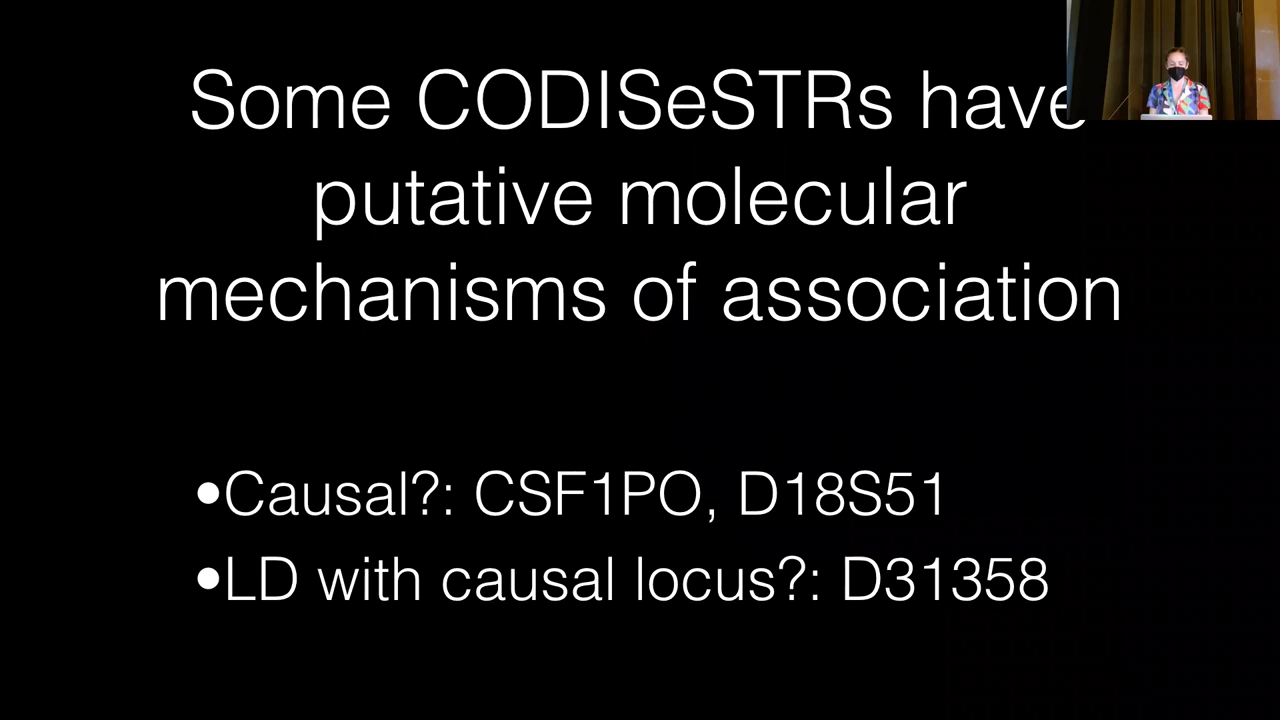 Some CODISeSTRs have
putative molecular
mechanisms of association
•Causal?: CSF1PO, D18S51
•LD with causal locus?: D31358